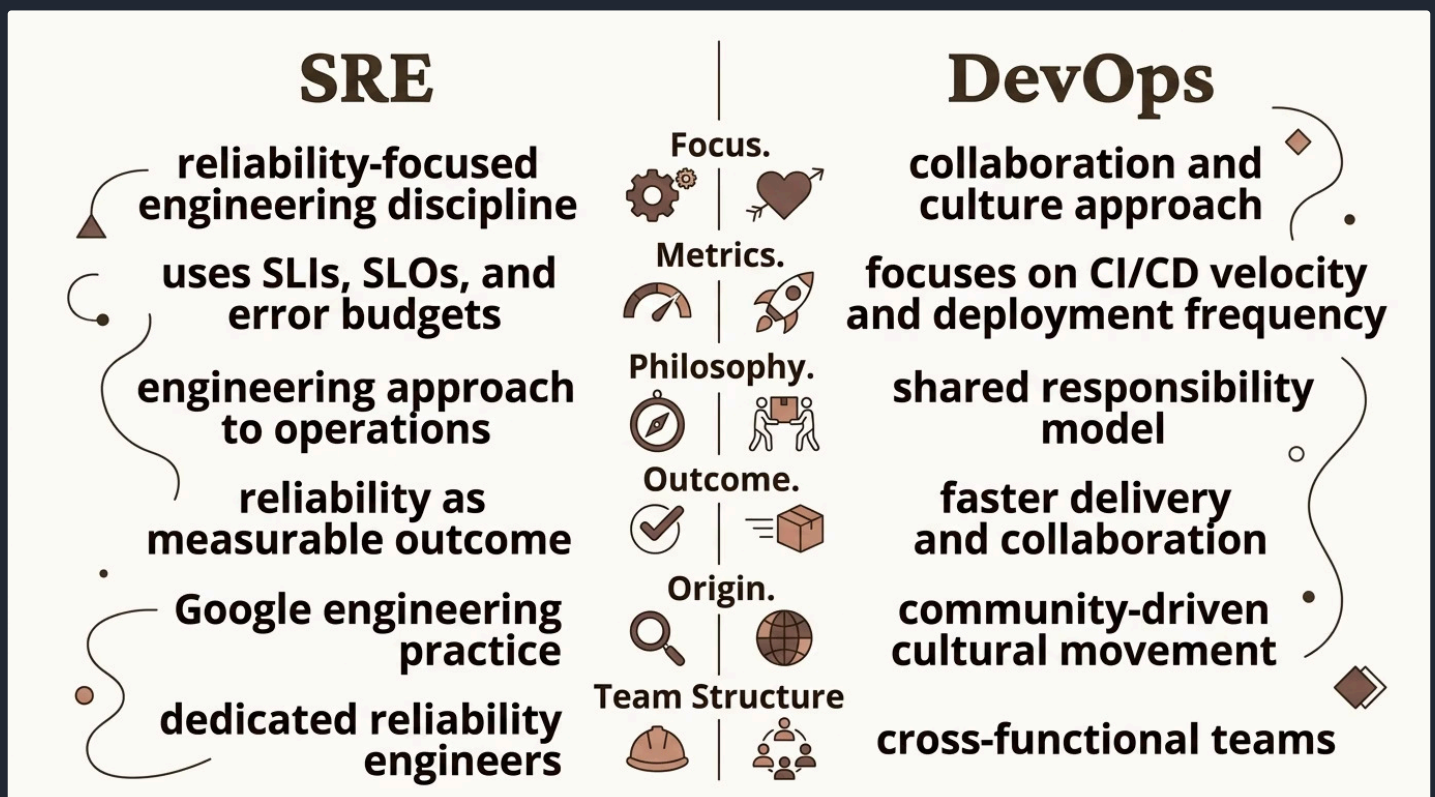 SRE
DevOps
Focus.
reliability-focused
engineering discipline
collaboration and
culture approach
Metrics.
uses SLIs, SLOs, and
error budgets
focuses on CI/CD velocity
and deployment frequency
Philosophy.
engineering approach
to operations
shared responsibility
model
Outcome.
reliability as
measurable outcome
faster delivery
and collaboration
Origin.
Google engineering
practice
community-driven
cultural movement
Team Structure
dedicated reliability
engineers
cross-functional teams